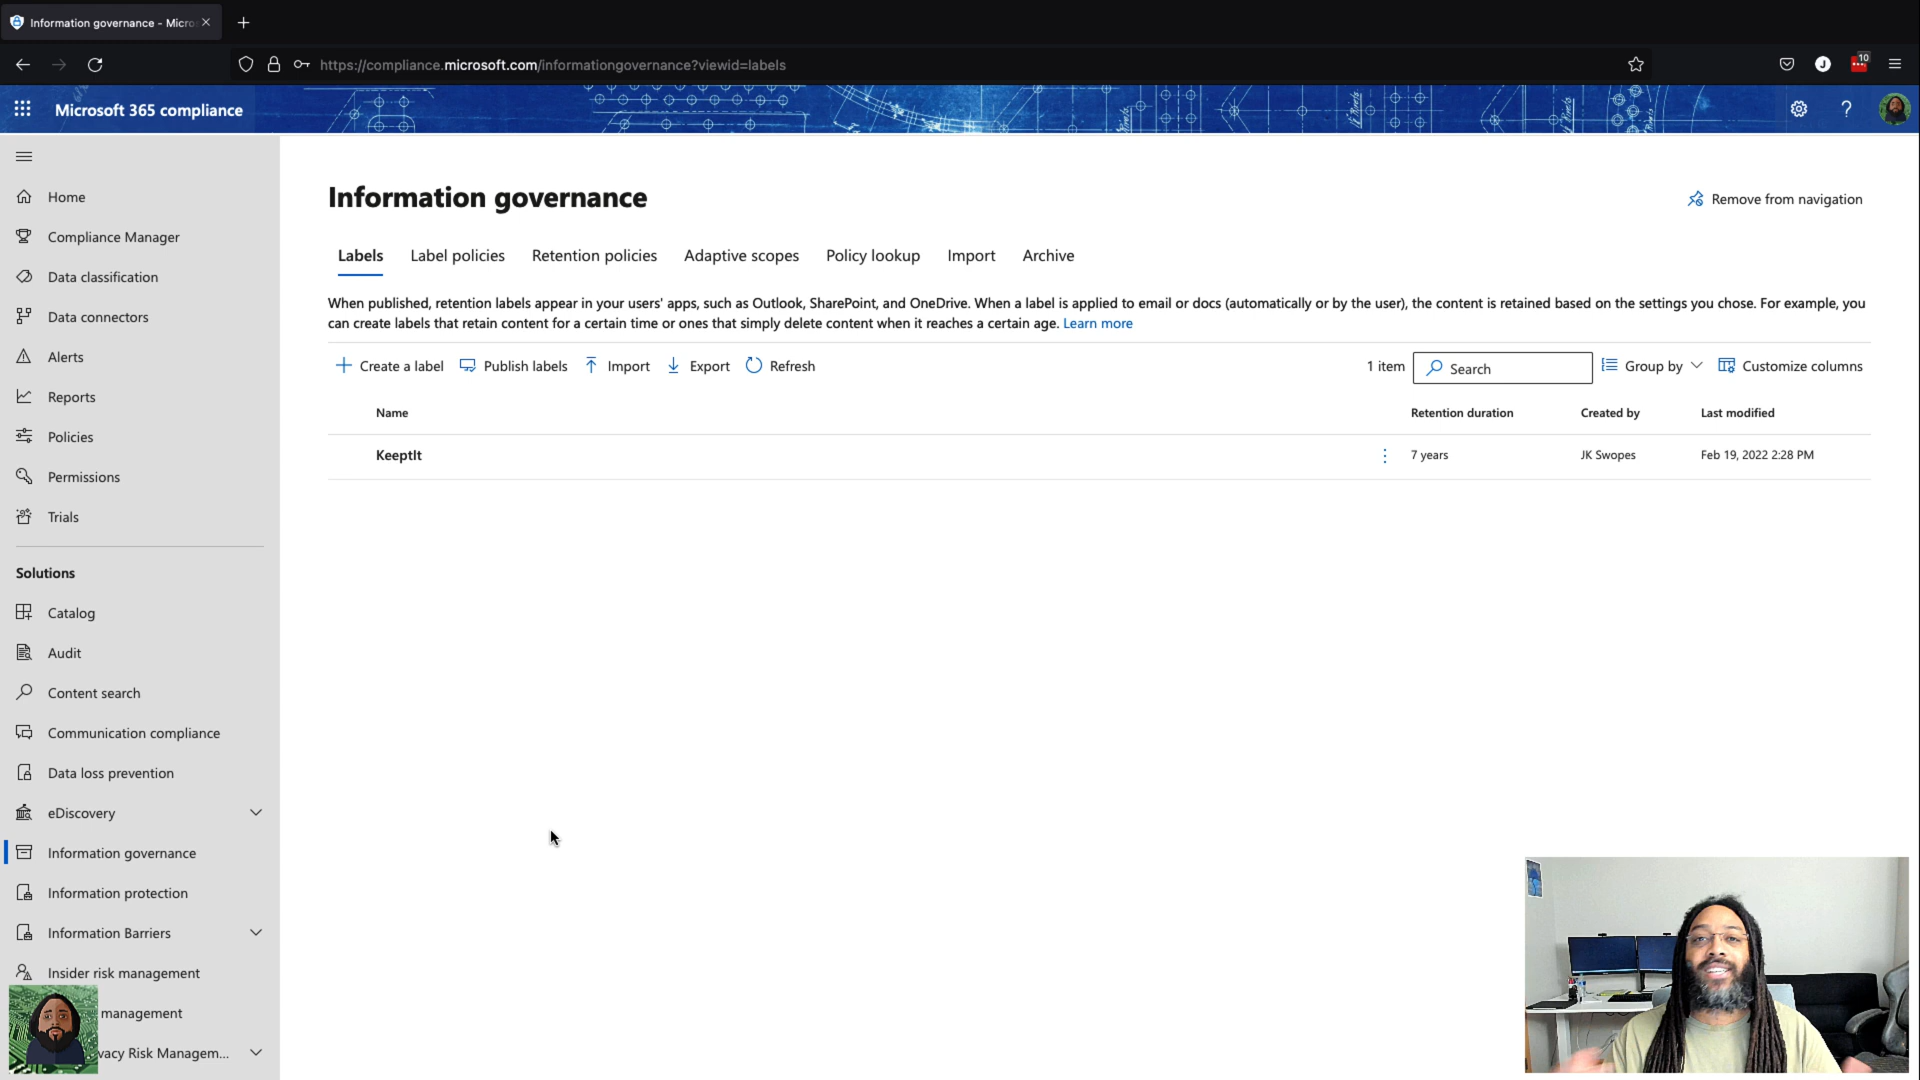 Information governance - Micro
https://compliance.microsoft.com/informationgovernance?viewid=labels
J
10
Microsoft 365 compliance
?
Home
Compliance Manager
Data classification
Data connectors
Alerts
Reports
Policies
Permissions
Trials
Solutions
Catalog
Audit
Content search
Communication compliance
Data loss prevention
eDiscovery
Information governance
Information protection
Information Barriers
Insider risk management
management
vacy Risk Managem...
Information governance
Remove from navigation
Labels Label policies Retention policies Adaptive scopes Policy lookup Import Archive
When published, retention labels appear in your users' apps, such as Outlook, SharePoint, and OneDrive. When a label is applied to email or docs (automatically or by the user), the content is retained based on the settings you chose. For example, you
can create labels that retain content for a certain time or ones that simply delete content when it reaches a certain age. Learn more
Create a label Publish labels Import Export Refresh 1 item Search Group by Customize columns
Name Retention duration Created by Last modified
KeeptIt 7 years JK Swopes Feb 19, 2022 2:28 PM